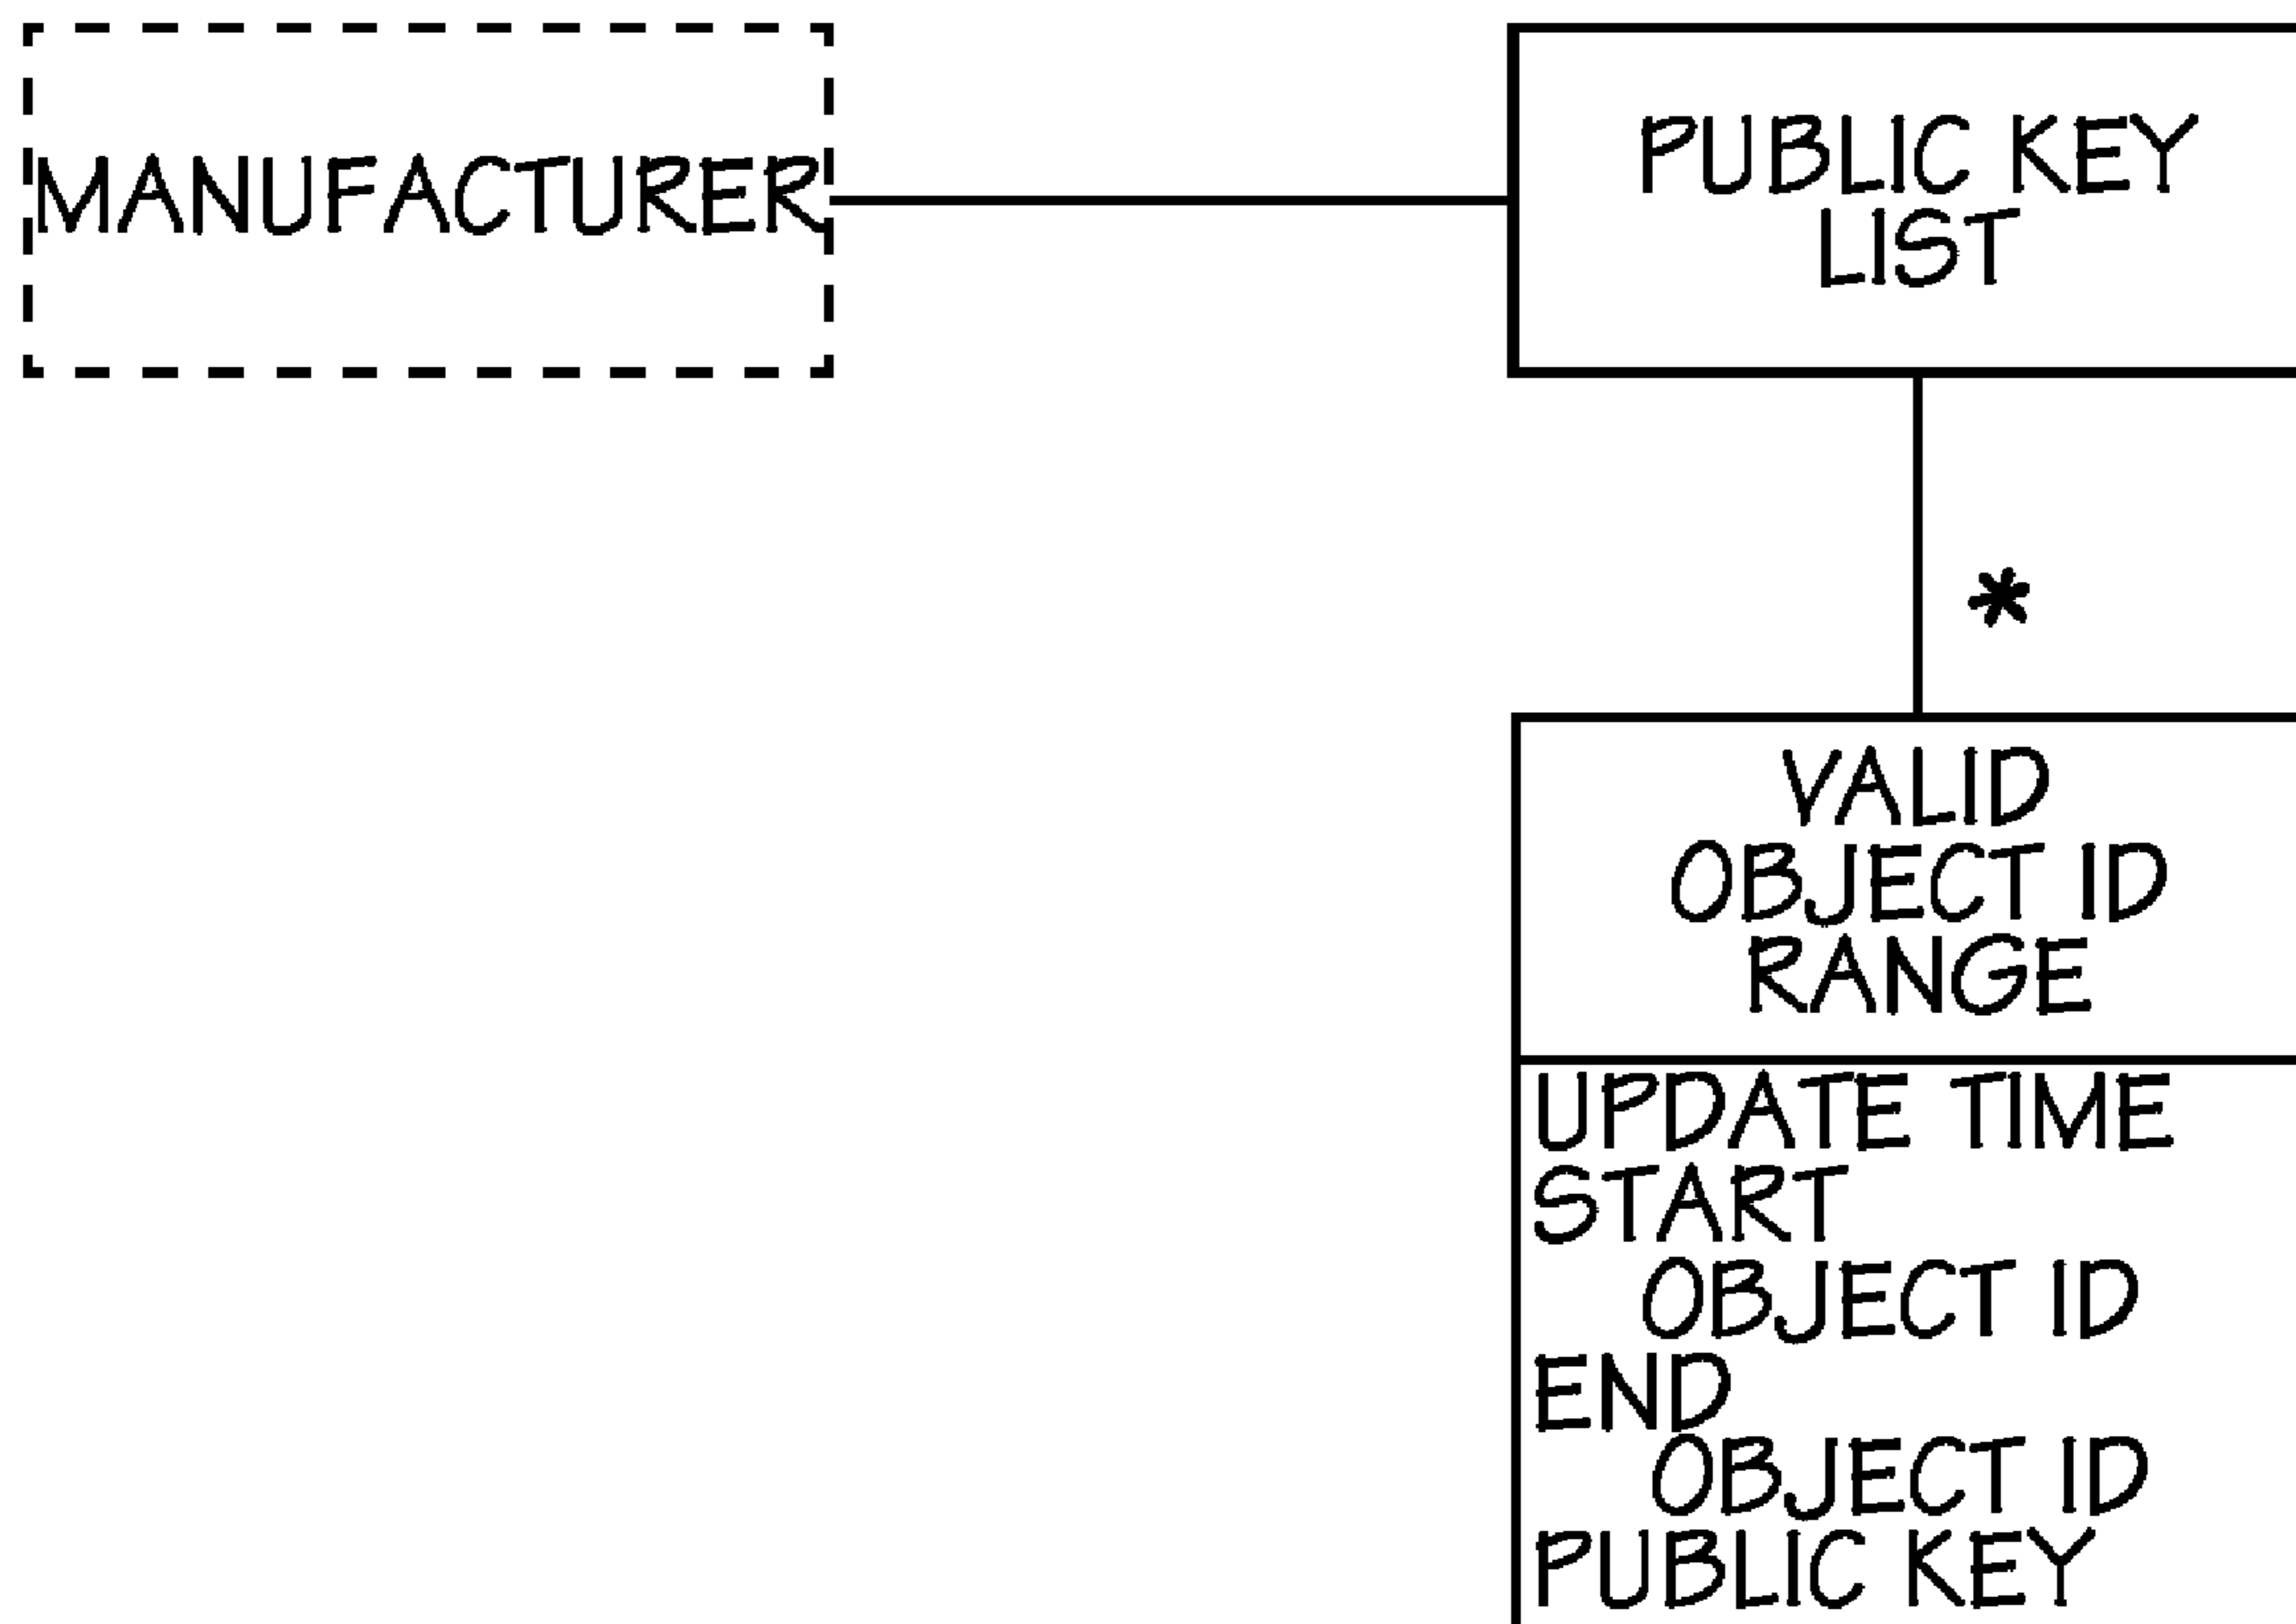 MANUFACTURER
PUBLIC KEY
LIST
*
VALID
OBJECT ID
RANGE
UPDATE TIME
START
OBJECT ID
END
OBJECT ID
PUBLIC KEY